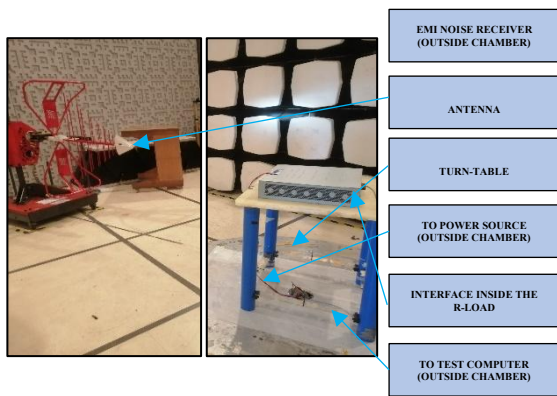 EMI NOISE RECEIVER
(OUTSIDE CHAMBER)
ANTENNA
TURN-TABLE
TO POWER SOURCE
(OUTSIDE CHAMBER)
INTERFACE INSIDE THE
R-LOAD
TO TEST COMPUTER
(OUTSIDE CHAMBER)